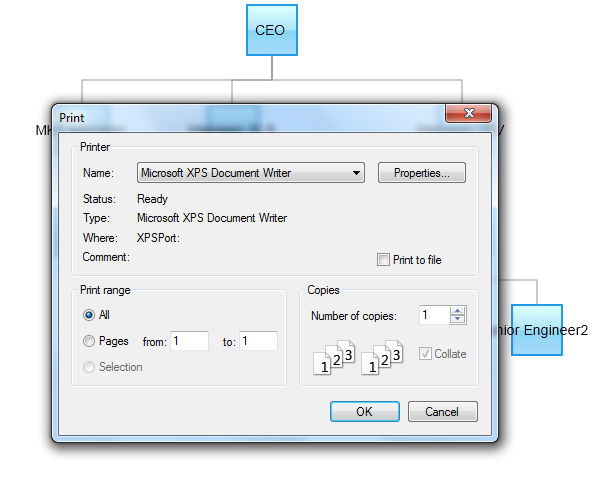 CEO
Print
Printer
Name: Microsoft XPS Document Writer Properties...
Status: Ready
Type: Microsoft XPS Document Writer
Where: XPSPort:
Comment: Print to file
Print range
All
Pages from: 1 to: 1
Selection
Copies
Number of copies: 1
1 2 3 1 2 3
Collate
OK Cancel
Engineer2